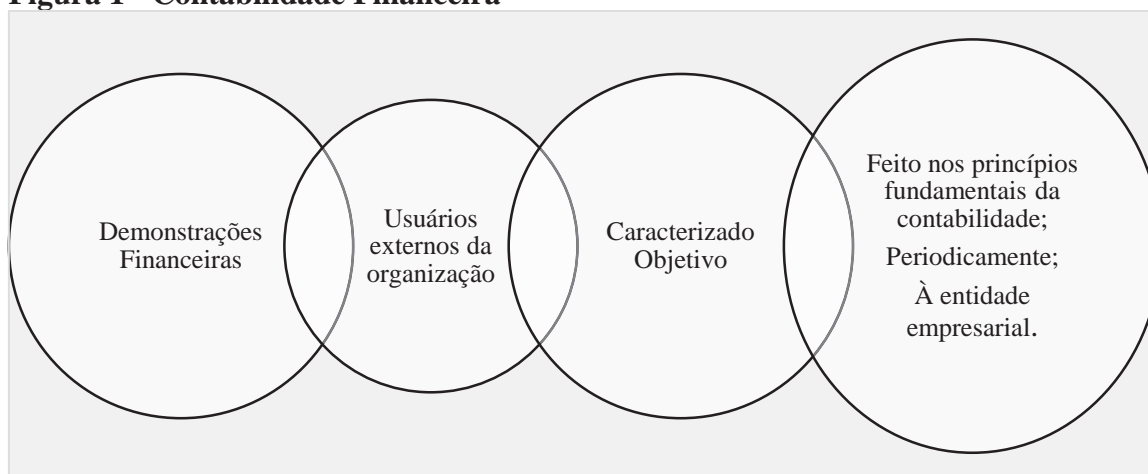 Figura 1 - Contabilidade Financeira
Demonstrações
Financeiras
Usuários
externos da
organização
Caracterizado
Objetivo
Feito nos princípios
fundamentais da
contabilidade;
Periodicamente;
À entidade
empresarial.